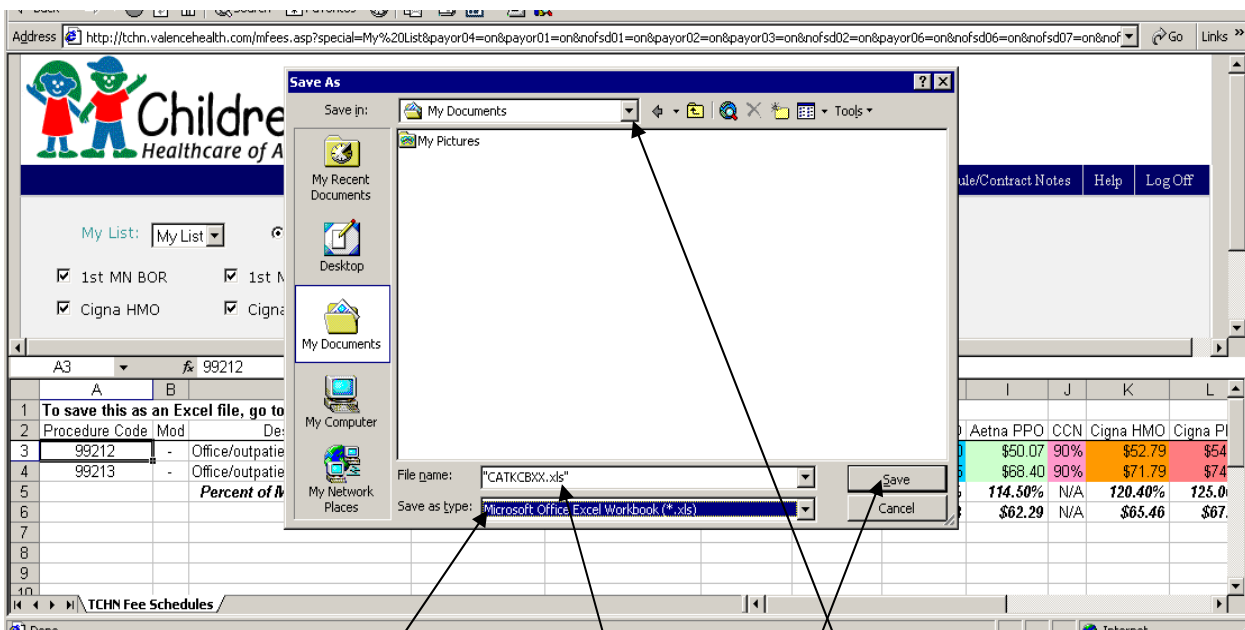 Address http://tchn.valencehealth.com/mfees.asp?special=My%20List&payor04=on&payor01=on&nofsd01=on&payor02=on&payor03=on&nofsd02=on&payor06=on&nofsd06=on&nofsd07=on&nof Go Links »
Save As
Childre
Healthcare of A
Save in: My Documents Tools
My Pictures
My Recent
Documents
ule/Contract Notes Help Log Off
My List: My List
Desktop
1st MN BOR 1st M
Cigna HMO Cigna
My Documents
A3 fx 99212
A B I J K L
My Computer
1 To save this as an Excel file, go to
2 Procedure Code Mod Des Aetna PPO CCN Cigna HMO Cigna PP
3 99212 - Office/outpatie $50.07 90% $52.79 $54
4 99213 - Office/outpatie $68.40 90% $71.79 $74
File name: "CATKCBXX.xls" Save
5 Percent of M 114.50% N/A 120.40% 125.0
My Network
Places
Save as type: Microsoft Office Excel Workbook (*.xls) Cancel
6 $62.29 N/A $65.46 $67.
7
8
9
10
TCHN Fee Schedules
Done Internet